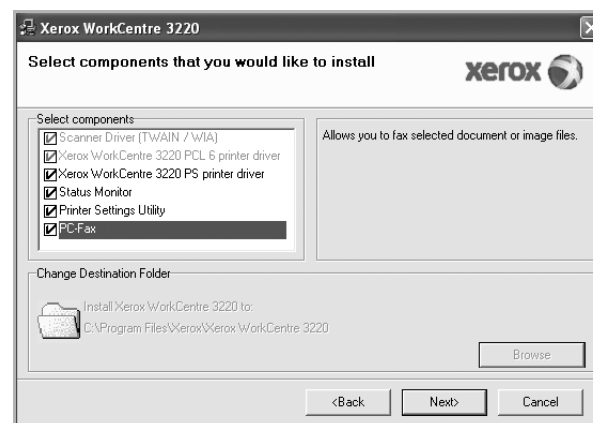 Xerox WorkCentre 3220
Select components that you would like to install
xerox
Select components
Scanner Driver (TWAIN / WIA)
Xerox WorkCentre 3220 PCL 6 printer driver
Xerox WorkCentre 3220 PS printer driver
Status Monitor
Printer Settings Utility
PC-Fax
Allows you to fax selected document or image files.
Change Destination Folder
Install Xerox WorkCentre 3220 to:
C:\Program Files\Xerox\Xerox WorkCentre 3220
Browse
<Back
Next>
Cancel